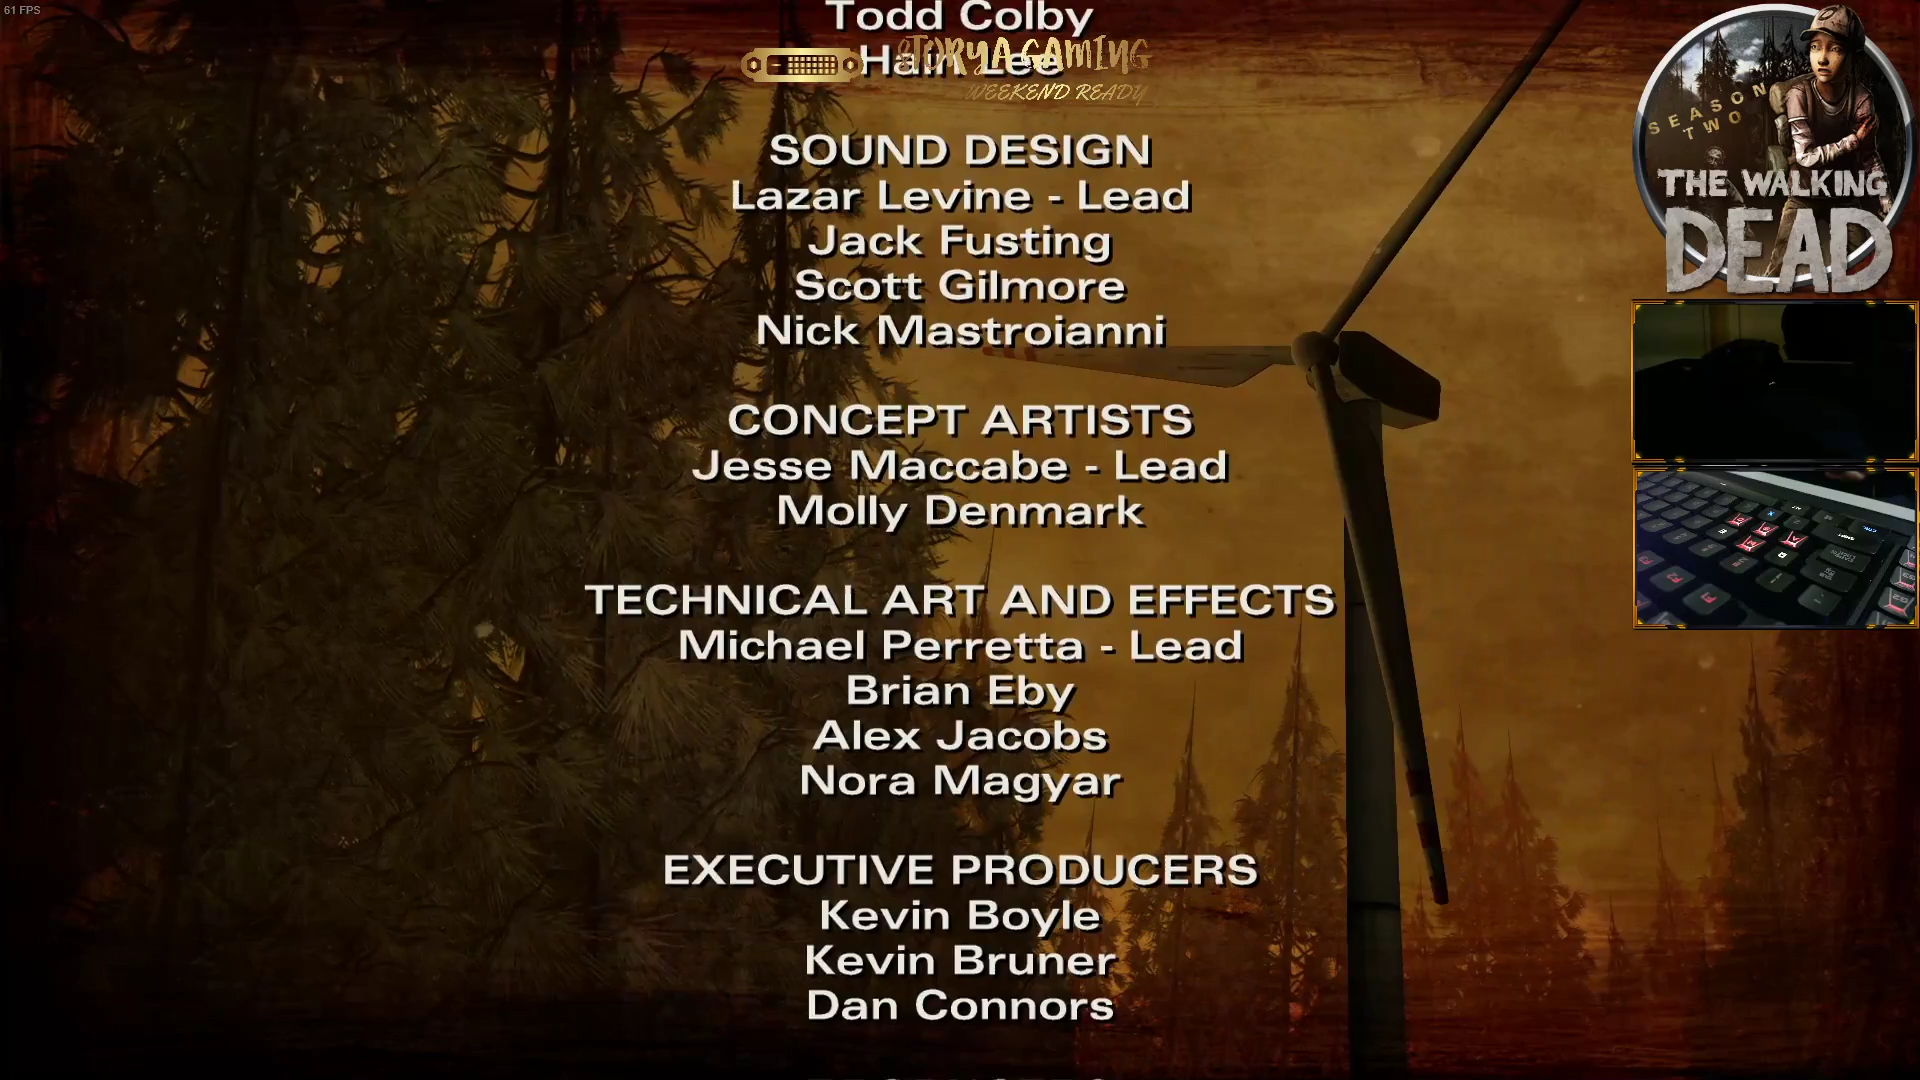 61 FPS
Todd Colby
STORYA GAMING
Hain Lee
WEEKEND READY
SOUND DESIGN
Lazar Levine - Lead
Jack Fusting
Scott Gilmore
Nick Mastroianni
CONCEPT ARTISTS
Jesse Maccabe - Lead
Molly Denmark
TECHNICAL ART AND EFFECTS
Michael Perretta - Lead
Brian Eby
Alex Jacobs
Nora Magyar
EXECUTIVE PRODUCERS
Kevin Boyle
Kevin Bruner
Dan Connors
SEASON
TWO
THE WALKING
DEAD